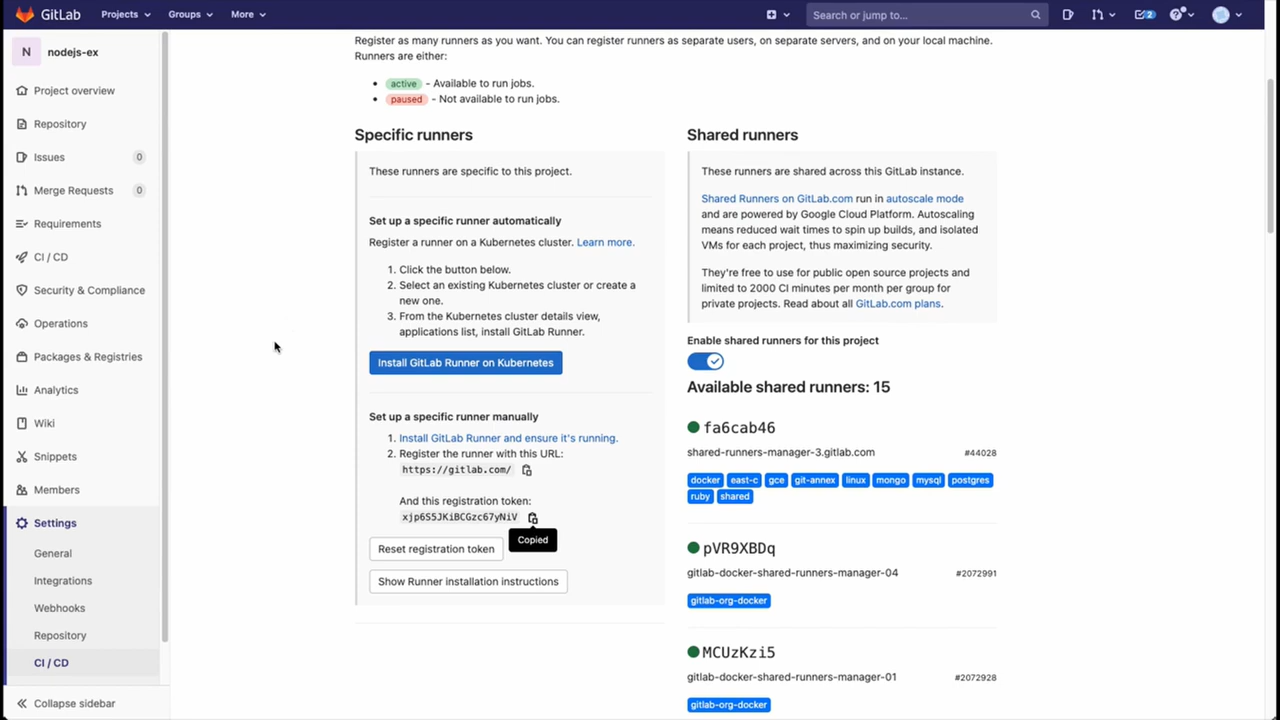 GitLab Projects Groups More Search or jump to... 2
N nodejs-ex
Project overview
Repository
Issues 0
Merge Requests 0
Requirements
CI / CD
Security & Compliance
Operations
Packages & Registries
Analytics
Wiki
Snippets
Members
Settings
General
Integrations
Webhooks
Repository
CI / CD
Collapse sidebar
Register as many runners as you want. You can register runners as separate users, on separate servers, and on your local machine.
Runners are either:
• active - Available to run jobs.
• paused - Not available to run jobs.
Specific runners
These runners are specific to this project.
Set up a specific runner automatically
Register a runner on a Kubernetes cluster. Learn more.
1. Click the button below.
2. Select an existing Kubernetes cluster or create a
new one.
3. From the Kubernetes cluster details view,
applications list, install GitLab Runner.
Install GitLab Runner on Kubernetes
Set up a specific runner manually
1. Install GitLab Runner and ensure it's running.
2. Register the runner with this URL:
https://gitlab.com/
And this registration token:
xjp6S5JKiBCGzc67yNiV
Copied
Reset registration token
Show Runner installation instructions
Shared runners
These runners are shared across this GitLab instance.
Shared Runners on GitLab.com run in autoscale mode
and are powered by Google Cloud Platform. Autoscaling
means reduced wait times to spin up builds, and isolated
VMs for each project, thus maximizing security.
They're free to use for public open source projects and
limited to 2000 CI minutes per month per group for
private projects. Read about all GitLab.com plans.
Enable shared runners for this project
Available shared runners: 15
fa6cab46
shared-runners-manager-3.gitlab.com #44028
docker east-c gce git-annex linux mongo mysql postgres
ruby shared
pVR9XBDq
gitlab-docker-shared-runners-manager-04 #2072991
gitlab-org-docker
MCUzKzi5
gitlab-docker-shared-runners-manager-01 #2072928
gitlab-org-docker